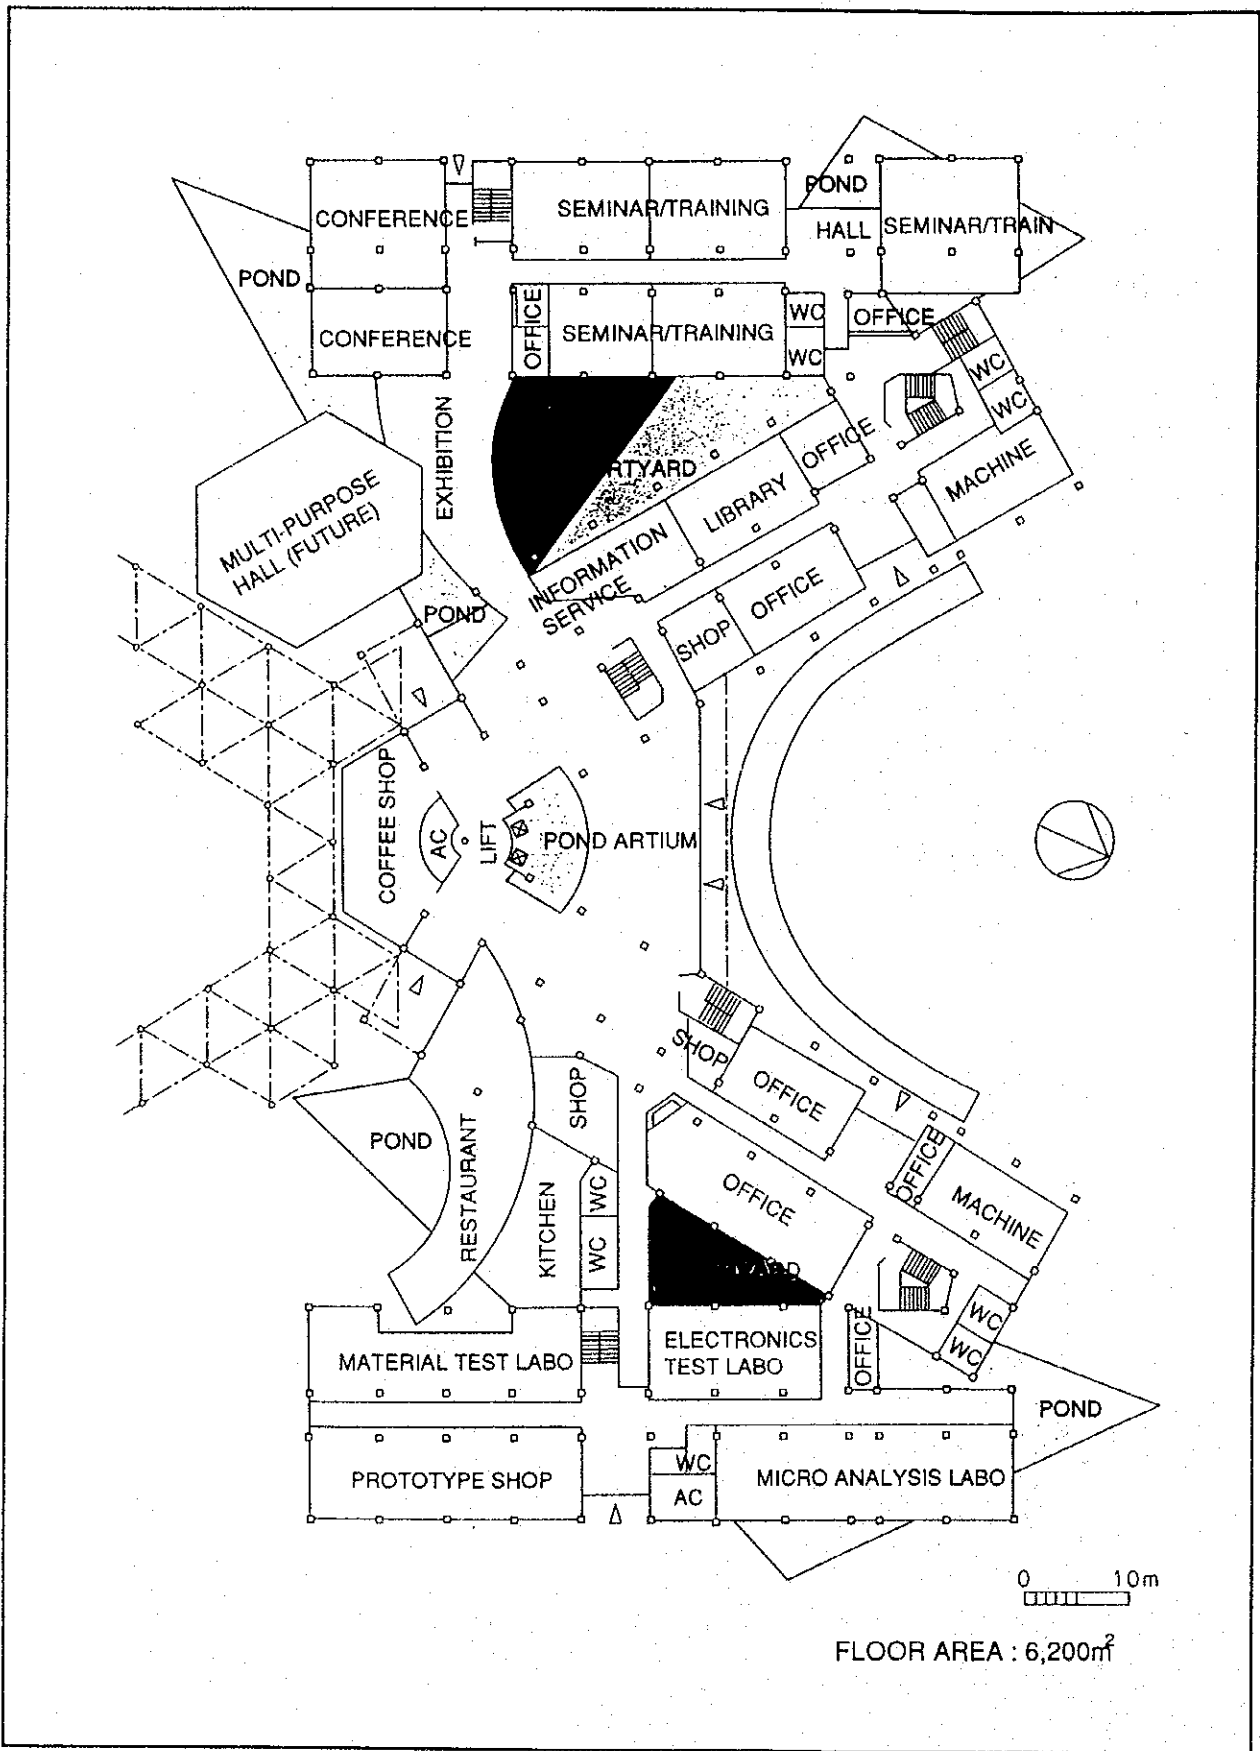 POND
CONFERENCE
SEMINAR/TRAINING
HALL
SEMINAR/TRAIN
POND
CONFERENCE
OFFICE
SEMINAR/TRAINING
WC
WC
OFFICE
WC
WC
EXHIBITION
OFFICE
MACHINE
RTYARD
LIBRARY
MULTI-PURPOSE
HALL (FUTURE)
INFORMATION
SERVICE
OFFICE
POND
SHOP
COFFEE SHOP
AC
LIFT
POND ARTIUM
SHOP
OFFICE
SHOP
POND
RESTAURANT
OFFICE
MACHINE
WC
OFFICE
KITCHEN
WC
YARD
WC
WC
MATERIAL TEST LABO
ELECTRONICS
TEST LABO
OFFICE
POND
PROTOTYPE SHOP
WC
AC
MICRO ANALYSIS LABO
0 10m
FLOOR AREA : 6,200m²